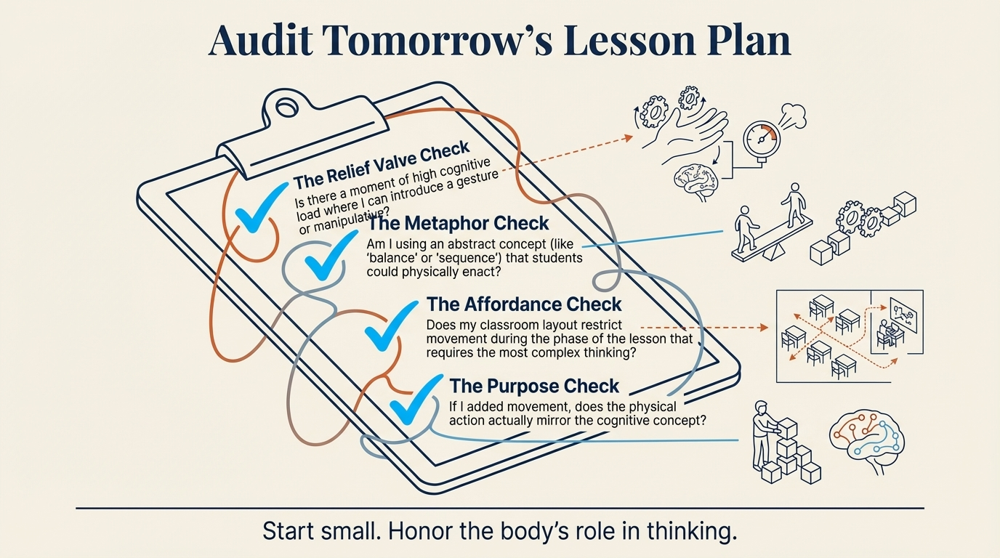 Audit Tomorrow’s Lesson Plan
The Relief Valve Check
Is there a moment of high cognitive
load where I can introduce a gesture
or manipulative?
The Metaphor Check
Am I using an abstract concept (like
‘balance’ or ‘sequence’) that students
could physically enact?
The Affordance Check
Does my classroom layout restrict
movement during the phase of the lesson that
requires the most complex thinking?
The Purpose Check
If I added movement, does the physical
action actually mirror the cognitive concept?
Start small. Honor the body’s role in thinking.